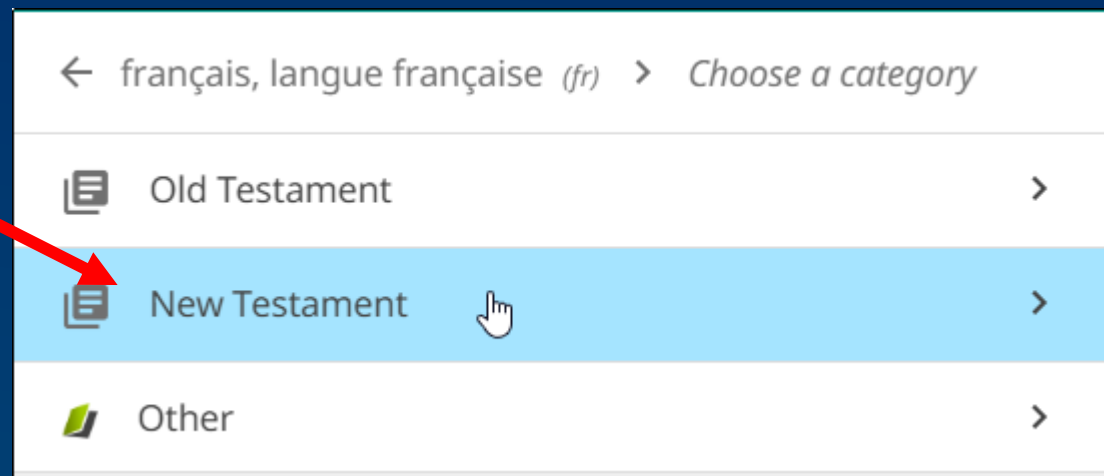 français, langue française (fr) > Choose a category
Old Testament
New Testament
Other